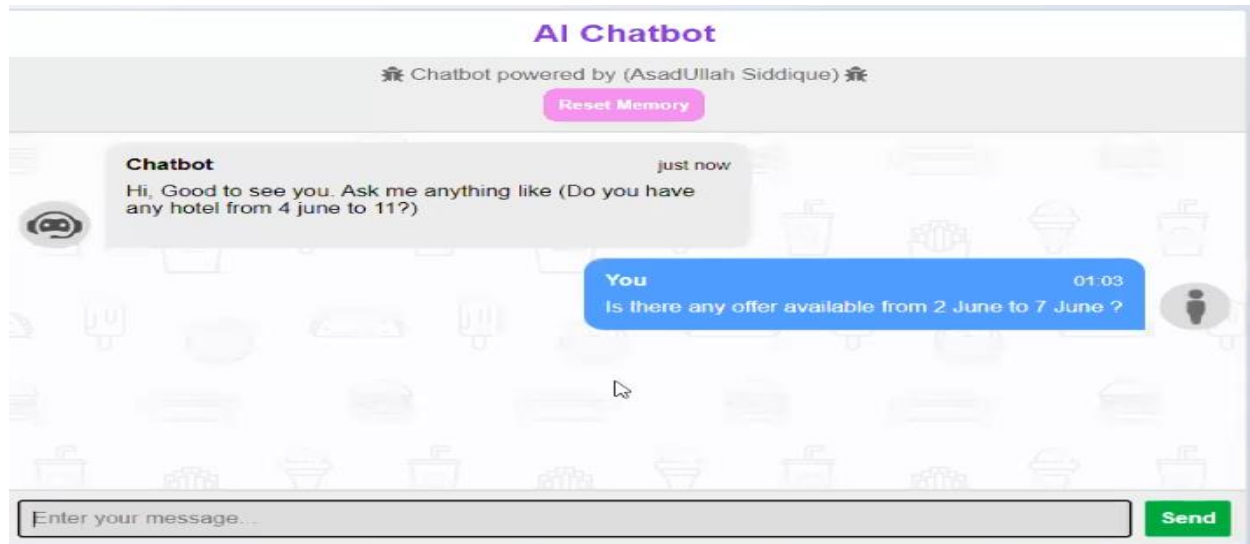 AI Chatbot
Chatbot powered by (AsadUllah Siddique)
Reset Memory
Chatbot just now
Hi, Good to see you. Ask me anything like (Do you have
any hotel from 4 june to 11?)
You 01:03
Is there any offer available from 2 June to 7 June ?
Enter your message...
Send